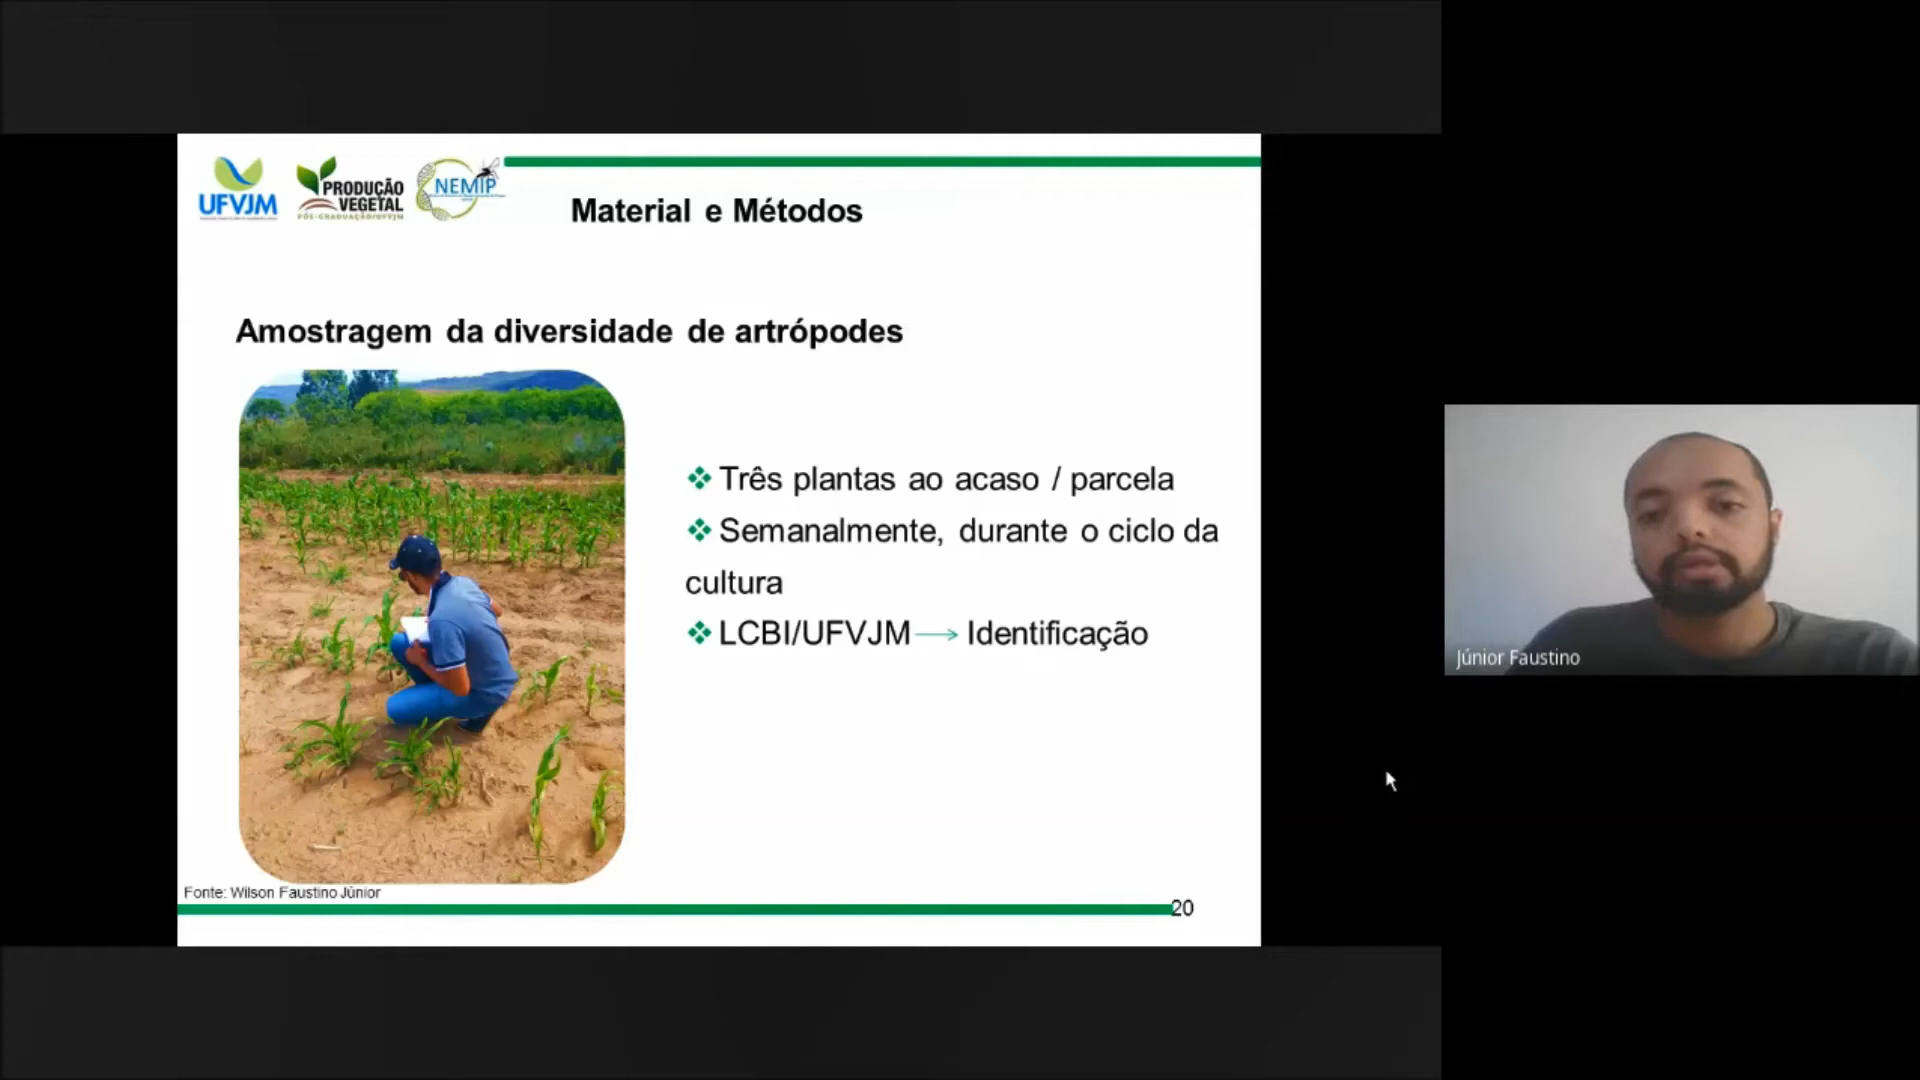 UFVJM
PRODUÇÃO
VEGETAL
PÓS-GRADUAÇÃO/UFVJM
NEMIP
Material e Métodos
Amostragem da diversidade de artrópodes
Três plantas ao acaso / parcela
Semanalmente, durante o ciclo da
cultura
LCBI/UFVJM → Identificação
Júnior Faustino
Fonte: Wilson Faustino Júnior
20